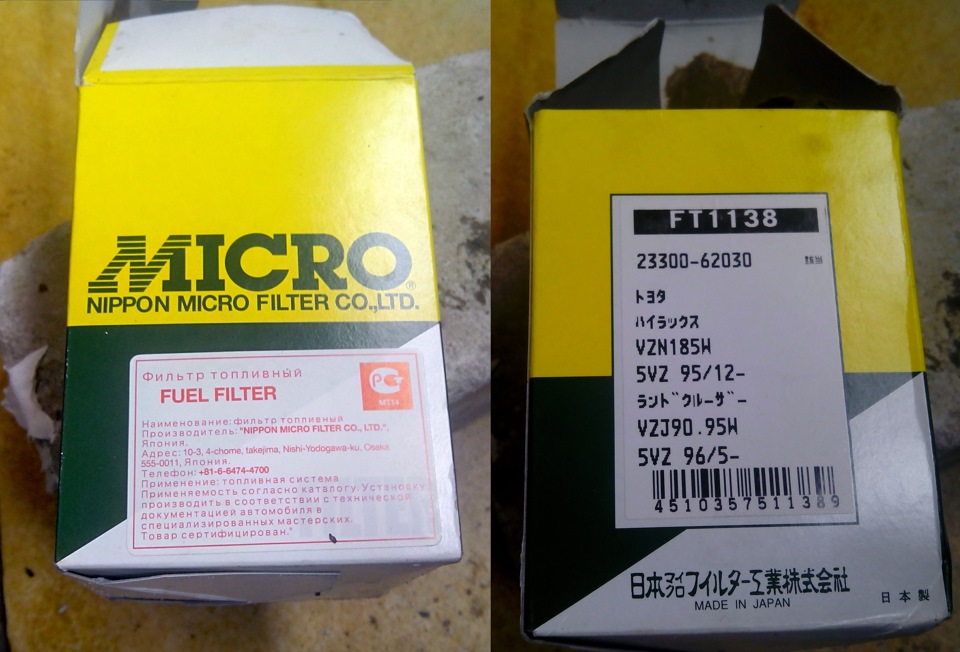 MICRO®
NIPPON MICRO FILTER CO.,LTD.
Фильтр топливный
FUEL FILTER
РСТ
МТ14
Наименование: фильтр топливный
Производитель: "NIPPON MICRO FILTER CO., LTD.",
Япония.
Адрес: 10-3, 4-chome, takejima, Nishi-Yodogawa-ku, Osaka
555-0011, Япония.
Телефон: +81-6-6474-4700
Применение: топливная система
Применяемость согласно каталогу. Установку
производить в соответствии с технической
документацией автомобиля в
специализированных мастерских.
Товар сертифицирован."
FT1138
23300-62030
トヨタ
ハイラックス
VZN185W
5VZ 95/12-
ランドクルーザー
VZJ90.95W
5VZ 96/5-
4510357511389
日本マイクロフィルター工業株式会社
MADE IN JAPAN
日本製